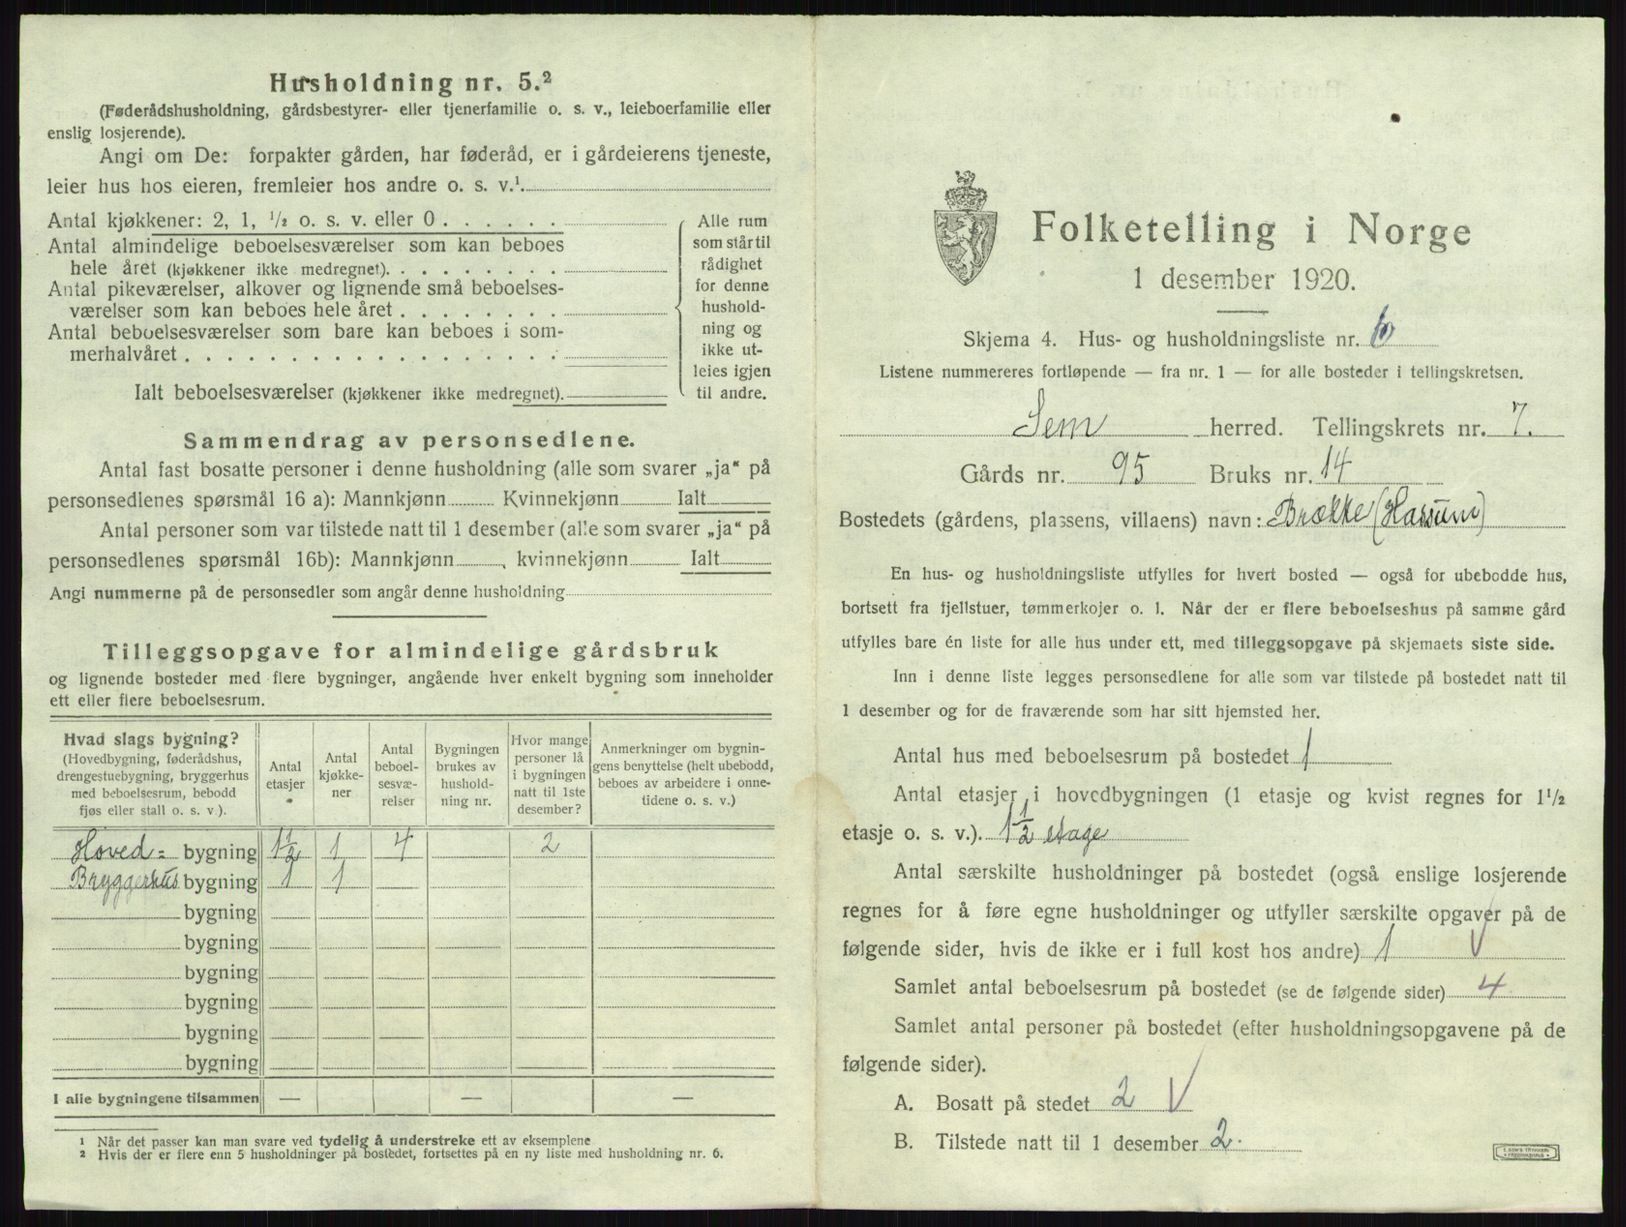 Husholdning nr. 5.²
(Føderådshusholdning, gårdsbestyrer- eller tjenerfamilie o. s. v., leieboerfamilie eller
enslig losjerende).
Angi om De: forpakter gården, har føderåd, er i gårdeierens tjeneste,
leier hus hos eieren, fremleier hos andre o. s. v.¹
Antal kjøkkener: 2, 1, ½ o. s. v. eller 0 . . . . . .
Antal almindelige beboelsesværelser som kan beboes
hele året (kjøkkener ikke medregnet). . . . . . . . .
Antal pikeværelser, alkover og lignende små beboelses-
værelser som kan beboes hele året . . . . . . . .
Antal beboelsesværelser som bare kan beboes i som-
merhalvåret . . . . . . . . . . . . . . . . . .
Ialt beboelsesværelser (kjøkkener ikke medregnet).
Alle rum
som står til
rådighet
for denne
hushold-
ning og
ikke ut-
leies igjen
til andre.
Sammendrag av personsedlene.
Antal fast bosatte personer i denne husholdning (alle som svarer „ja“ på
personsedlenes spørsmål 16 a): Mannkjønn Kvinnekjønn Ialt
Antal personer som var tilstede natt til 1 desember (alle som svarer „ja“ på
personsedlenes spørsmål 16b): Mannkjønn , kvinnekjønn Ialt
Angi nummerne på de personsedler som angår denne husholdning
Tilleggsopgave for almindelige gårdsbruk
og lignende bosteder med flere bygninger, angående hver enkelt bygning som inneholder
ett eller flere beboelsesrum.
Hvad slags bygning?
(Hovedbygning, føderådshus,
drengestuebygning, bryggerhus
med beboelsesrum, bebodd
fjøs eller stall o. s. v.).
Antal
etasjer
Antal
kjøkke-
ner
Antal
beboel-
sesvæ-
relser
Bygningen
brukes av
hushold-
ning nr.
Hvor mange
personer lå
i bygningen
natt til 1ste
desember?
Anmerkninger om bygnin-
gens benyttelse (helt ubebodd,
beboes av arbeidere i onne-
tidene o. s. v.)
Hoved= bygning 1½ 1 4 2
Bryggerhus bygning 1 1
bygning
bygning
bygning
bygning
bygning
bygning
I alle bygningene tilsammen — — —
¹ Når det passer kan man svare ved tydelig å understreke ett av eksemplene
² Hvis der er flere enn 5 husholdninger på bostedet, fortsettes på en ny liste med husholdning nr. 6.
Folketelling i Norge
1 desember 1920.
Skjema 4. Hus- og husholdningsliste nr. 6
Listene nummereres fortløpende — fra nr. 1 — for alle bosteder i tellingskretsen.
Sem herred. Tellingskrets nr. 7.
Gårds nr. 95 Bruks nr. 14
Bostedets (gårdens, plassens, villaens) navn: Brække (Hassum)
En hus- og husholdningsliste utfylles for hvert bosted — også for ubebodde hus,
bortsett fra fjellstuer, tømmerkojer o. l. Når der er flere beboelseshus på samme gård
utfylles bare én liste for alle hus under ett, med tilleggsopgave på skjemaets siste side.
Inn i denne liste legges personsedlene for alle som var tilstede på bostedet natt til
1 desember og for de fraværende som har sitt hjemsted her.
Antal hus med beboelsesrum på bostedet 1
Antal etasjer i hovedbygningen (1 etasje og kvist regnes for 1½
etasje o. s. v.). 1½ etage
Antal særskilte husholdninger på bostedet (også enslige losjerende
regnes for å føre egne husholdninger og utfyller særskilte opgaver på de
følgende sider, hvis de ikke er i full kost hos andre) 1
Samlet antal beboelsesrum på bostedet (se de følgende sider) 4
Samlet antal personer på bostedet (efter husholdningsopgavene på de
følgende sider).
A. Bosatt på stedet 2
B. Tilstede natt til 1 desember 2.